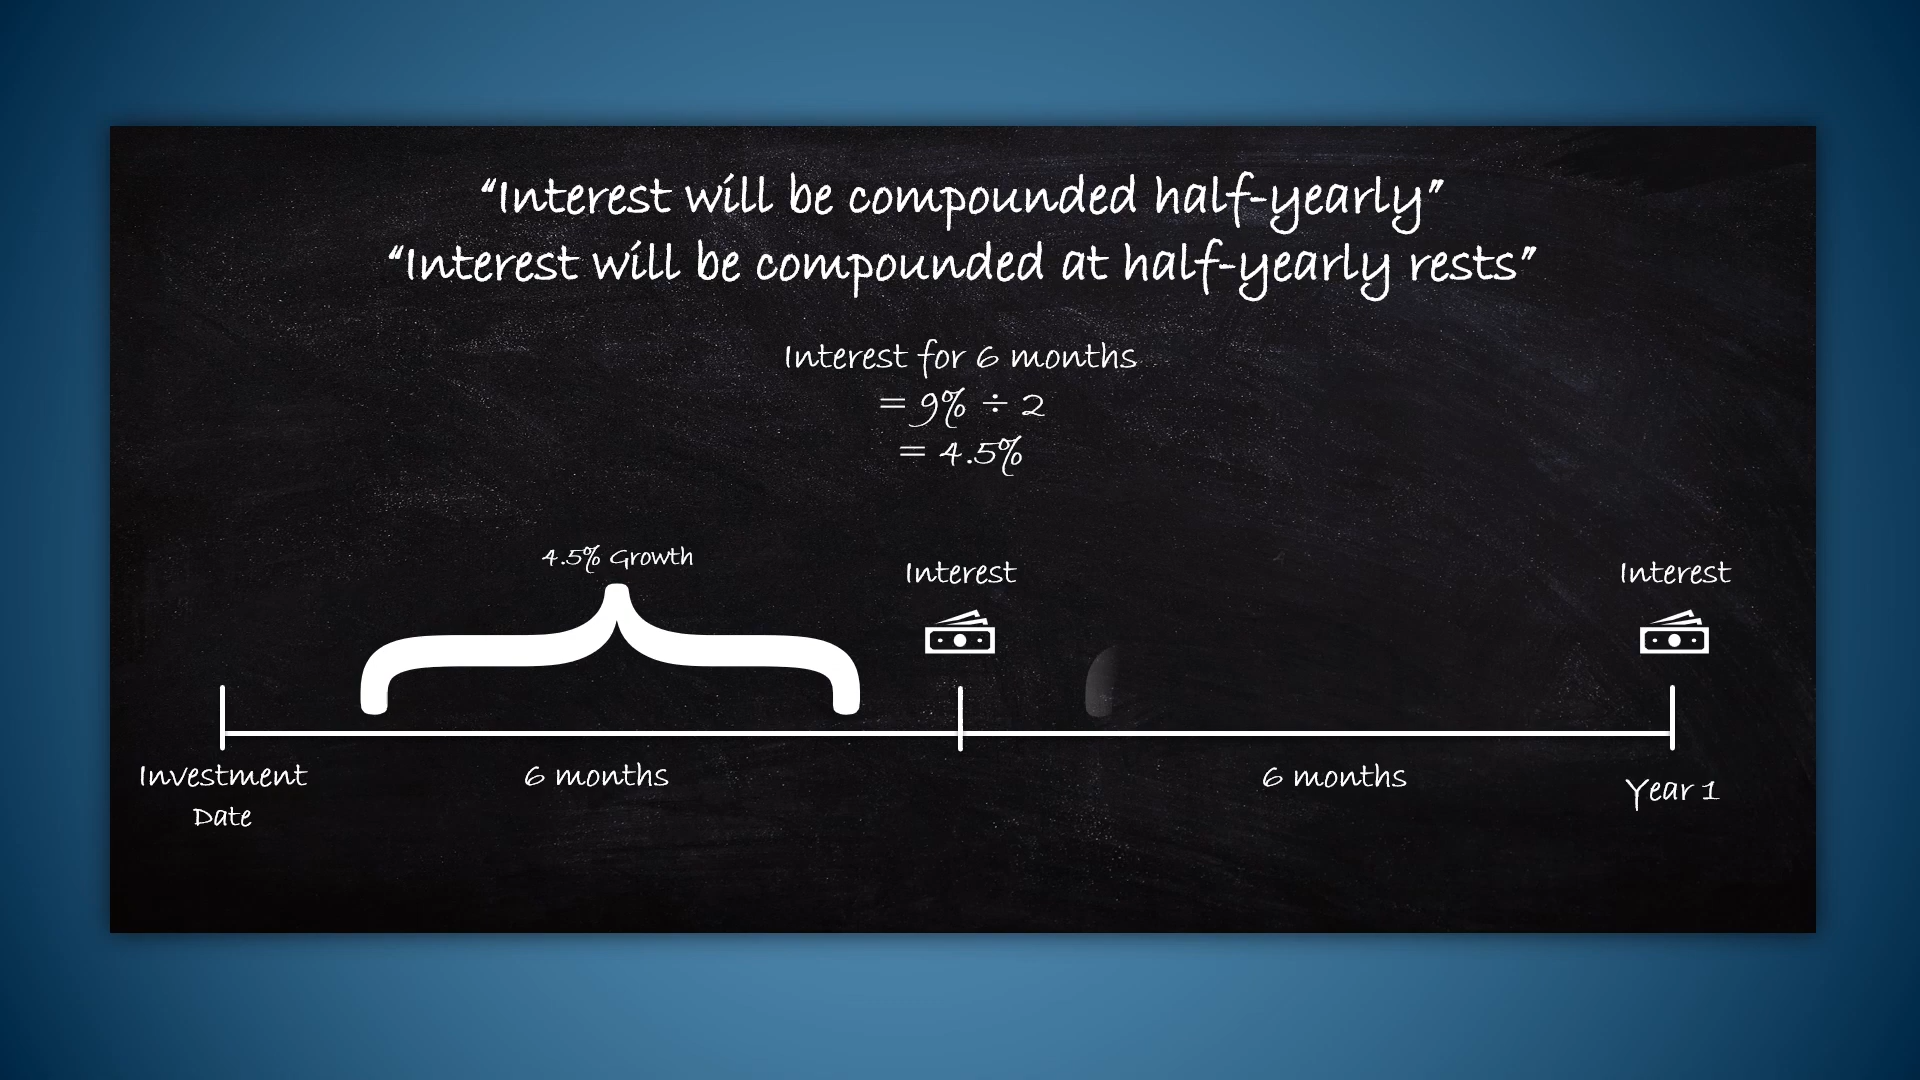 “Interest will be compounded half-yearly”
“Interest will be compounded at half-yearly rests”
Interest for 6 months
= 9% ÷ 2
= 4.5%
4.5% Growth
Interest
Interest
Investment
Date
6 months
6 months
Year 1